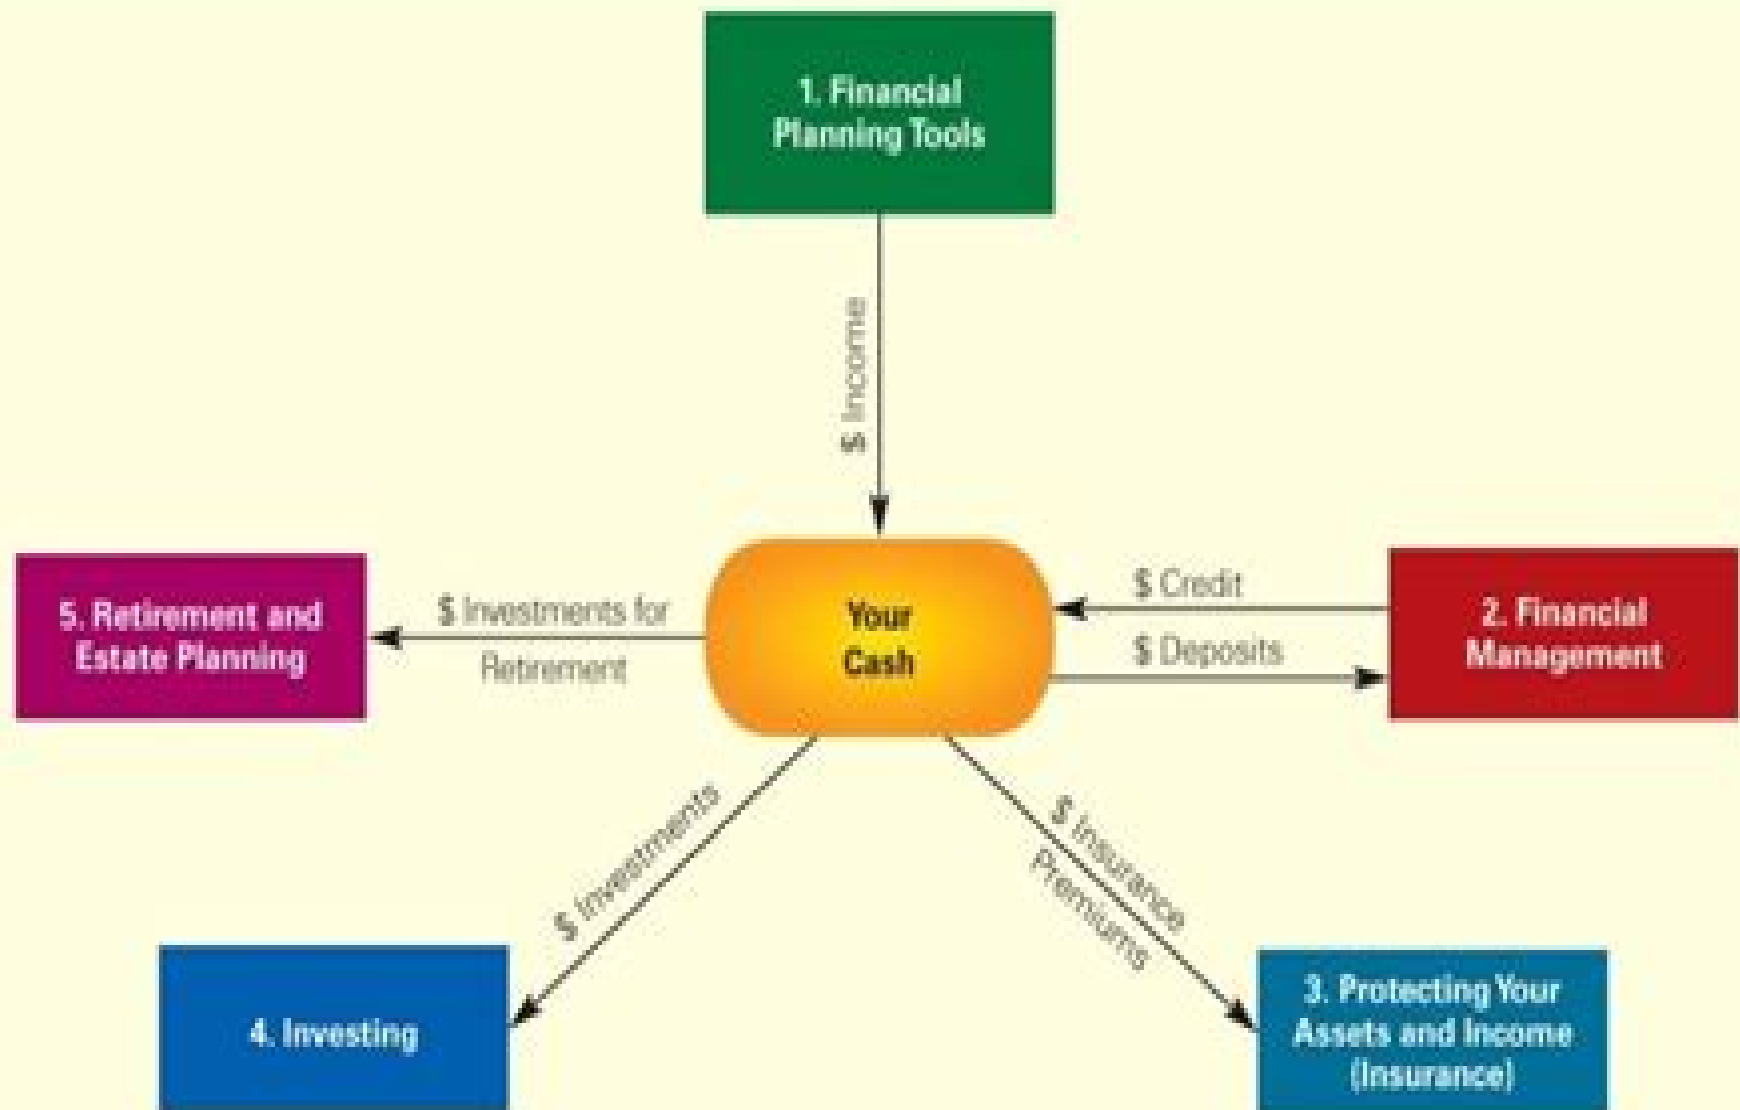 1. Financial
Planning Tools
$ Income
5. Retirement and
Estate Planning
$ Investments for
Retirement
Your
Cash
$ Credit
$ Deposits
2. Financial
Management
$ Investments
$ Insurance
Premiums
4. Investing
3. Protecting Your
Assets and Income
(Insurance)